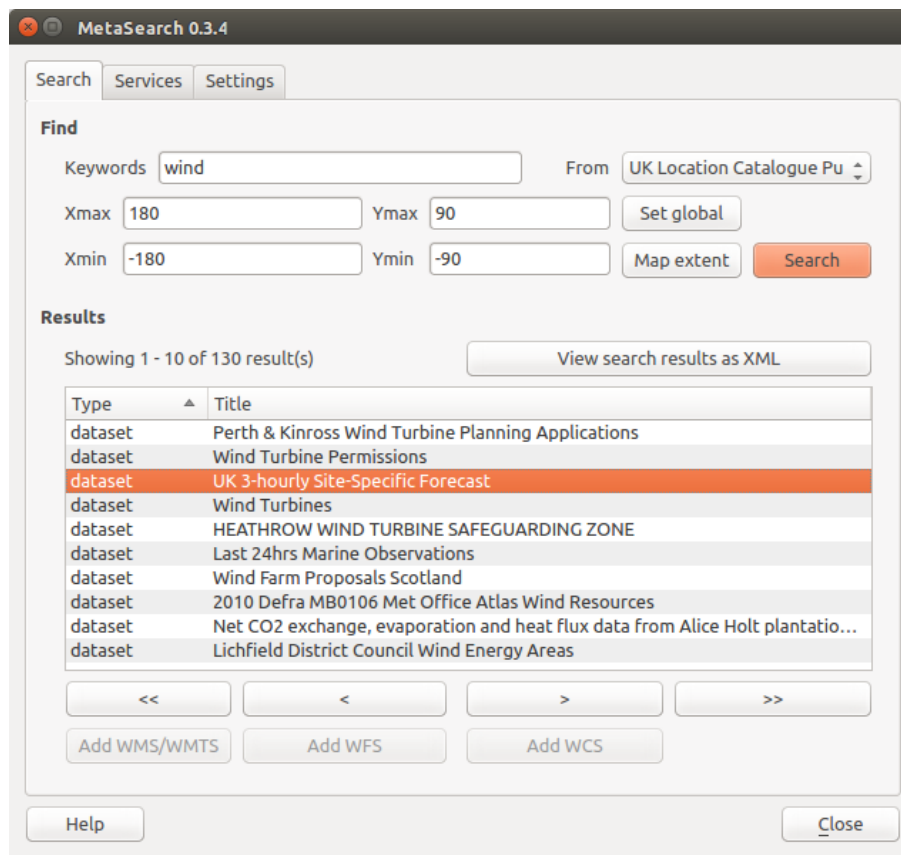 MetaSearch 0.3.4
Search Services Settings
Find
Keywords wind From UK Location Catalogue Pu
Xmax 180 Ymax 90 Set global
Xmin -180 Ymin -90 Map extent Search
Results
Showing 1 - 10 of 130 result(s) View search results as XML
Type Title
dataset Perth & Kinross Wind Turbine Planning Applications
dataset Wind Turbine Permissions
dataset UK 3-hourly Site-Specific Forecast
dataset Wind Turbines
dataset HEATHROW WIND TURBINE SAFEGUARDING ZONE
dataset Last 24hrs Marine Observations
dataset Wind Farm Proposals Scotland
dataset 2010 Defra MB0106 Met Office Atlas Wind Resources
dataset Net CO2 exchange, evaporation and heat flux data from Alice Holt plantatio...
dataset Lichfield District Council Wind Energy Areas
<< < > >>
Add WMS/WMTS Add WFS Add WCS
Help Close